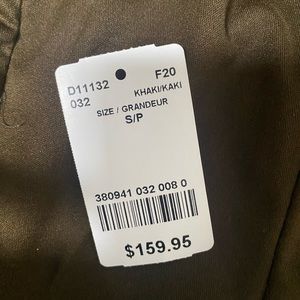 D11132 F20
032 KHAKI/KAKI
SIZE / GRANDEUR
S/P
380941 032 008 0
$159.95